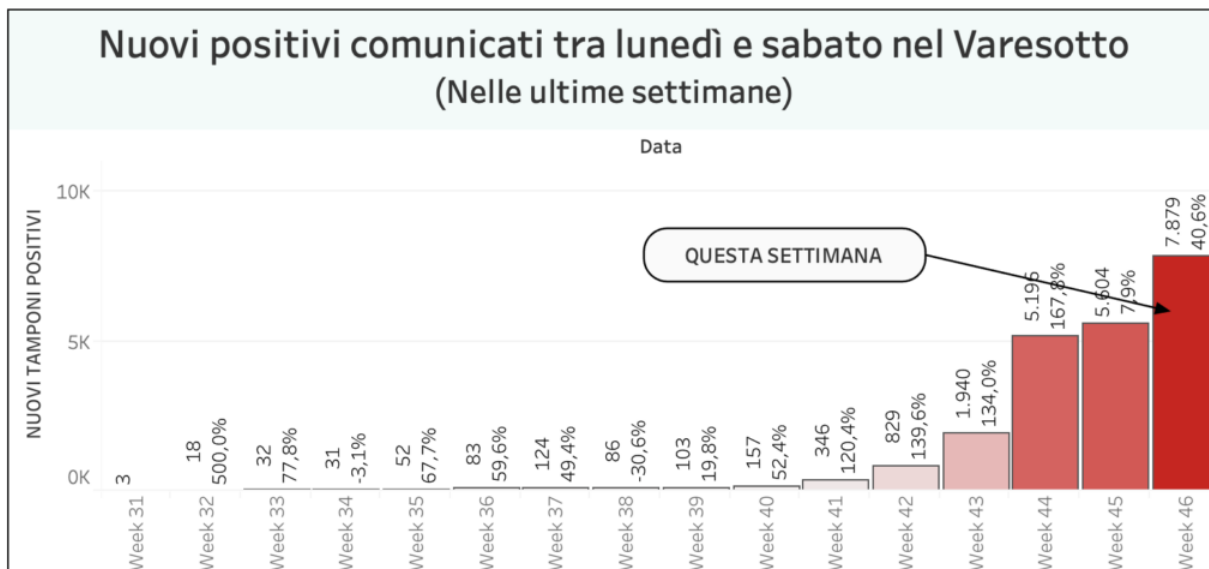 Nuovi positivi comunicati tra lunedì e sabato nel Varesotto
(Nelle ultime settimane)
Data
NUOVI TAMPONI POSITIVI
10K
5K
0K
QUESTA SETTIMANA
3
18
500,0%
32
77,8%
31
-3,1%
52
67,7%
83
59,6%
124
49,4%
86
-30,6%
103
19,8%
157
52,4%
346
120,4%
829
139,6%
1.940
134,0%
5.196
167,8%
5.604
7,9%
7.879
40,6%
Week 31
Week 32
Week 33
Week 34
Week 35
Week 36
Week 37
Week 38
Week 39
Week 40
Week 41
Week 42
Week 43
Week 44
Week 45
Week 46